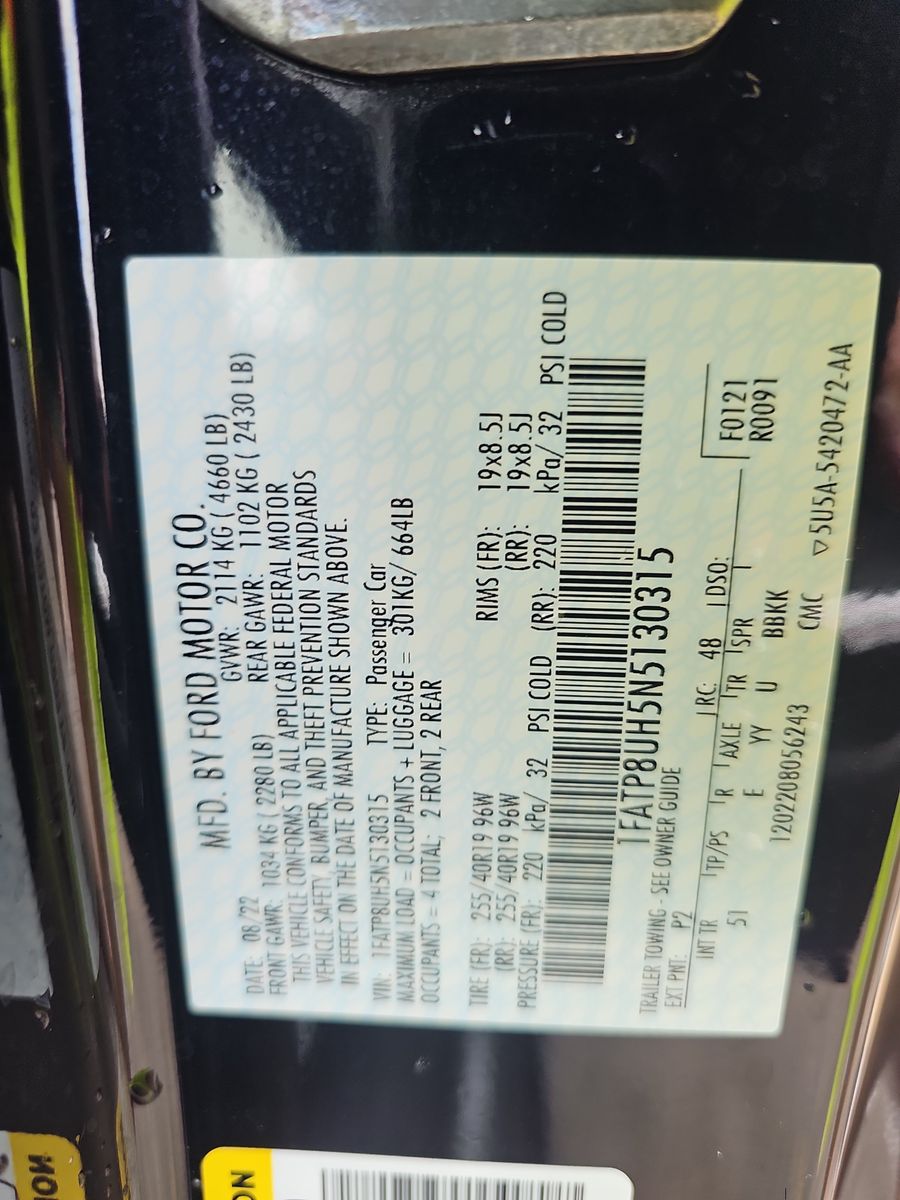 MFD. BY FORD MOTOR CO.
DATE: 08/22 GVWR: 2114 KG ( 4660 LB)
FRONT GAWR: 1034 KG ( 2280 LB) REAR GAWR: 1102 KG ( 2430 LB)
THIS VEHICLE CONFORMS TO ALL APPLICABLE FEDERAL MOTOR
VEHICLE SAFETY, BUMPER, AND THEFT PREVENTION STANDARDS
IN EFFECT ON THE DATE OF MANUFACTURE SHOWN ABOVE.
VIN: 1FATP8UH5N5130315 TYPE: Passenger Car
MAXIMUM LOAD = OCCUPANTS + LUGGAGE = 301KG/ 664LB
OCCUPANTS = 4 TOTAL; 2 FRONT, 2 REAR
TIRE (FR): 255/40R19 96W RIMS (FR): 19x8.5J
(RR): 255/40R19 96W (RR): 19x8.5J
PRESSURE (FR): 220 kPa/ 32 PSI COLD (RR): 220 kPa/ 32 PSI COLD
1FATP8UH5N5130315
TRAILER TOWING - SEE OWNER GUIDE
EXT PNT: P2 RC: 48 DSO:
INT TR TP/PS R AXLE TR SPR F0121
51 E YY U BBKK R0091
1202208056243 CMC ▽5U5A-5420472-AA
ON
ION